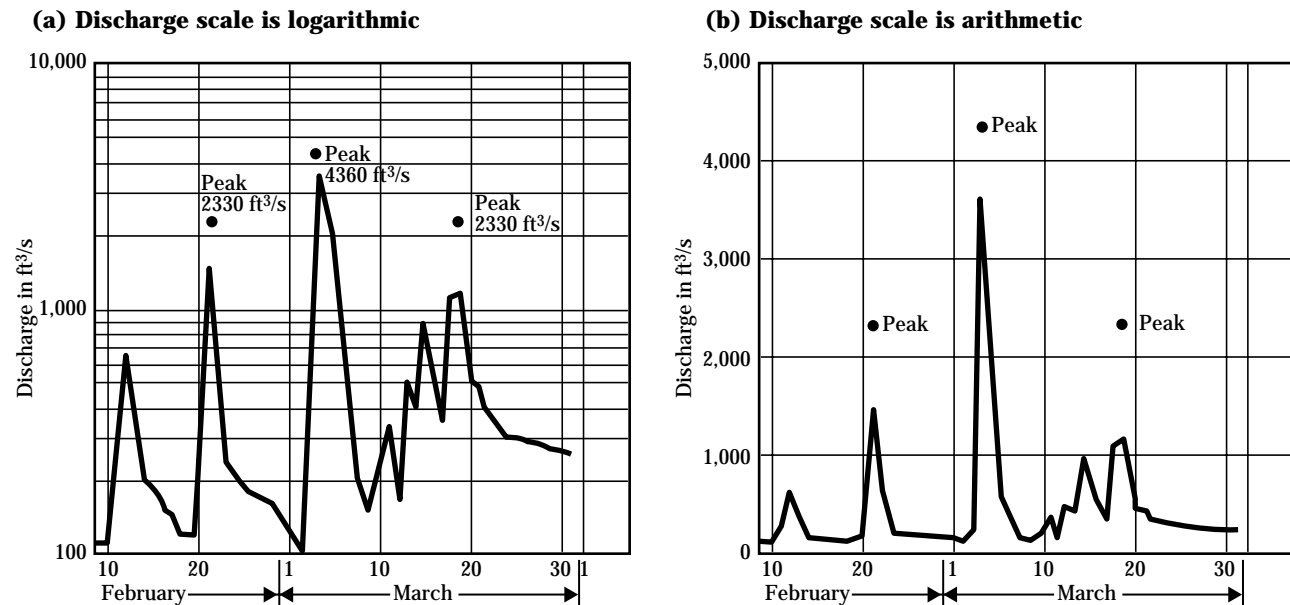 (a) Discharge scale is logarithmic
10,000
1,000
100
Discharge in ft³/s
Peak
2330 ft³/s
Peak
4360 ft³/s
Peak
2330 ft³/s
10
20
1
10
20
30
1
February
March
(b) Discharge scale is arithmetic
5,000
4,000
3,000
2,000
1,000
0
Discharge in ft³/s
Peak
Peak
Peak
10
20
1
10
20
30
February
March